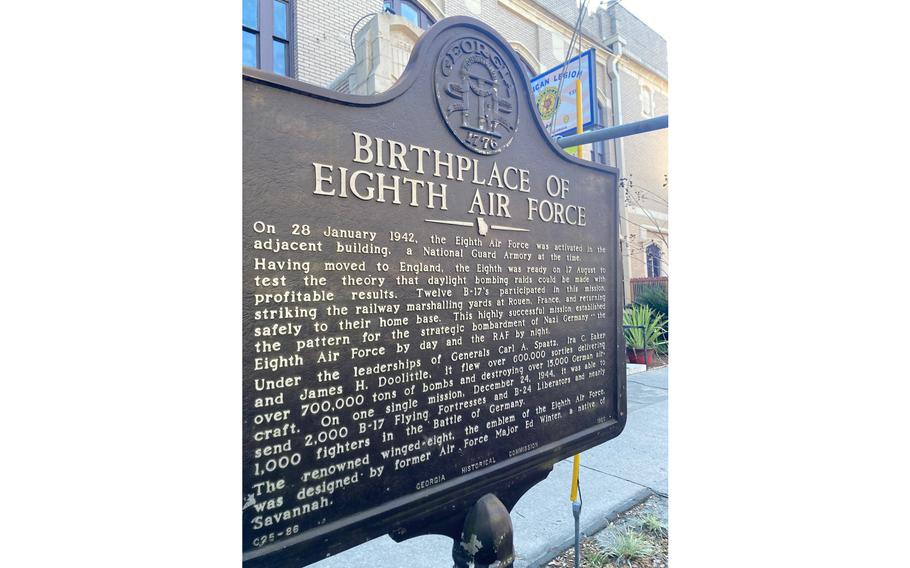 GEORGIA
1776
ICAN LEGION
BIRTHPLACE OF
EIGHTH AIR FORCE
On 28 January 1942, the Eighth Air Force was activated in the
adjacent building, a National Guard Armory at the time.
Having moved to England, the Eighth was ready on 17 August to
test the theory that daylight bombing raids could be made with
profitable results. Twelve B-17's participated in this mission,
striking the railway marshalling yards at Rouen, France, and returning
safely to their home base. This highly successful mission established
the pattern for the strategic bombardment of Nazi Germany -- the
Eighth Air Force by day and the RAF by night.
Under the leaderships of Generals Carl A. Spaatz, Ira C. Eaker
and James H. Doolittle, it flew over 600,000 sorties delivering
over 700,000 tons of bombs and destroying over 15,000 German air-
craft. On one single mission, December 24, 1944, it was able to
send 2,000 B-17 Flying Fortresses and B-24 Liberators and nearly
1,000 fighters in the Battle of Germany.
The renowned winged-eight, the emblem of the Eighth Air Force
was designed by former Air Force Major Ed Winter, a native of
Savannah.
C25-86 GEORGIA HISTORICAL COMMISSION